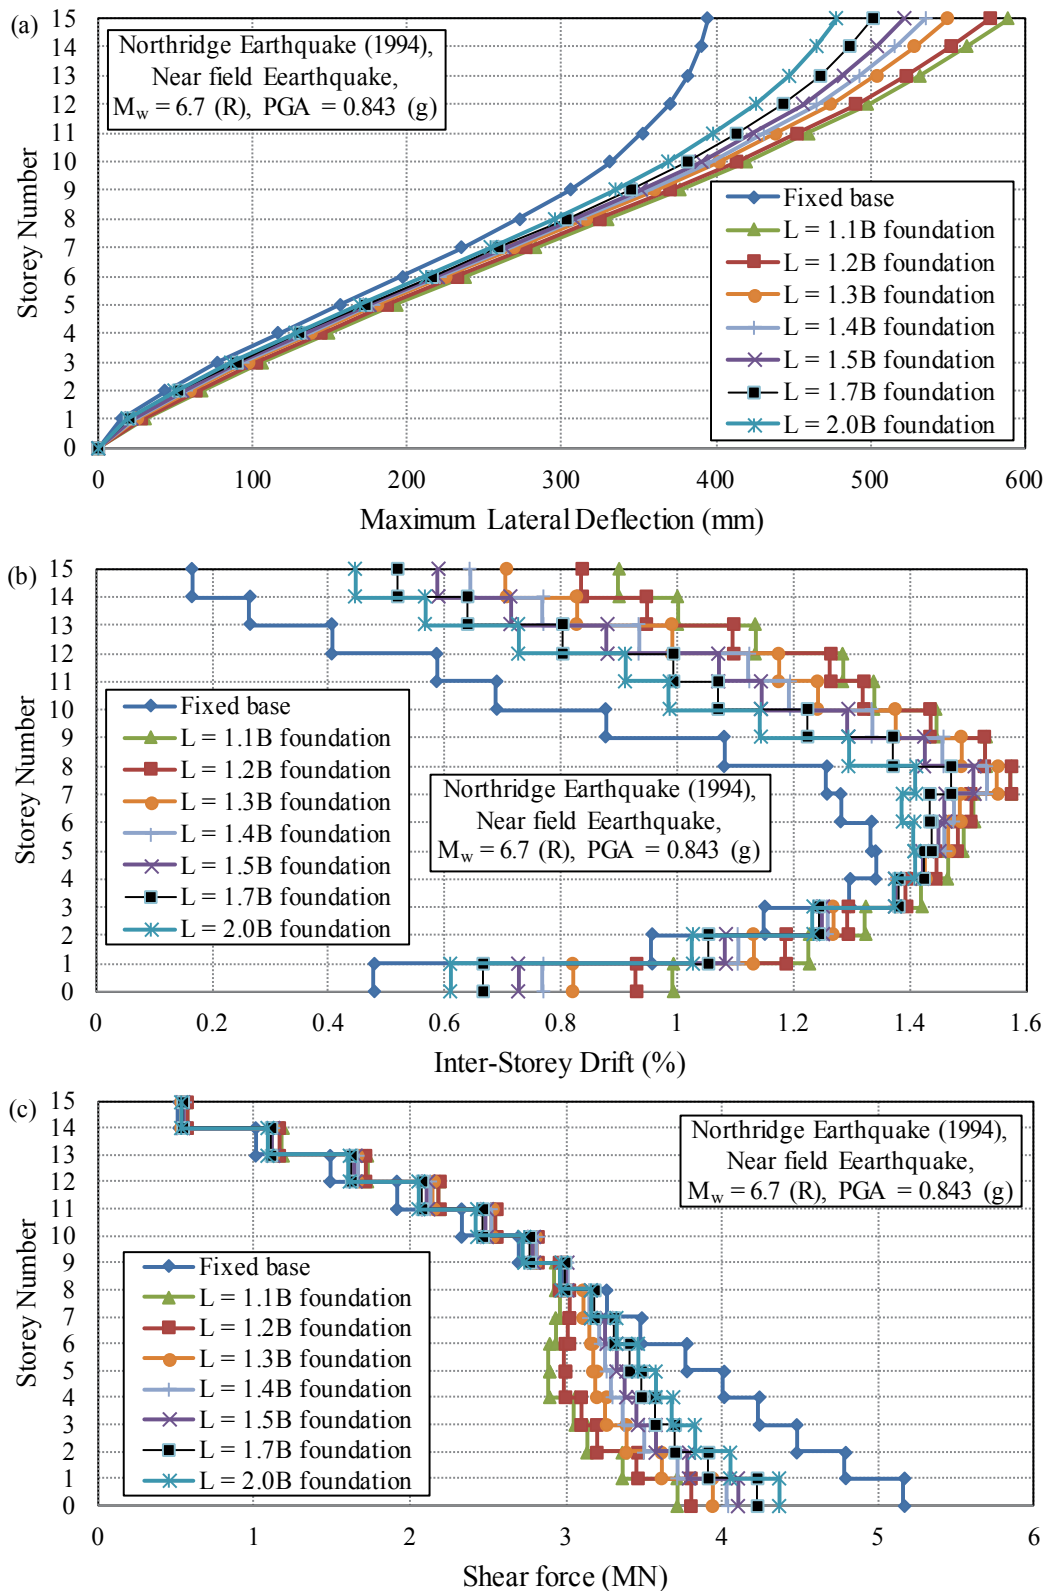 (a)
15
14
13
12
11
10
9
8
7
6
5
4
3
2
1
0
Storey Number
Northridge Earthquake (1994),
Near field Eearthquake,
Mw = 6.7 (R), PGA = 0.843 (g)
Fixed base
L = 1.1B foundation
L = 1.2B foundation
L = 1.3B foundation
L = 1.4B foundation
L = 1.5B foundation
L = 1.7B foundation
L = 2.0B foundation
0 100 200 300 400 500 600
Maximum Lateral Deflection (mm)
(b)
15
14
13
12
11
10
9
8
7
6
5
4
3
2
1
0
Storey Number
Fixed base
L = 1.1B foundation
L = 1.2B foundation
L = 1.3B foundation
L = 1.4B foundation
L = 1.5B foundation
L = 1.7B foundation
L = 2.0B foundation
Northridge Earthquake (1994),
Near field Eearthquake,
Mw = 6.7 (R), PGA = 0.843 (g)
0 0.2 0.4 0.6 0.8 1 1.2 1.4 1.6
Inter-Storey Drift (%)
(c)
15
14
13
12
11
10
9
8
7
6
5
4
3
2
1
0
Storey Number
Northridge Earthquake (1994),
Near field Eearthquake,
Mw = 6.7 (R), PGA = 0.843 (g)
Fixed base
L = 1.1B foundation
L = 1.2B foundation
L = 1.3B foundation
L = 1.4B foundation
L = 1.5B foundation
L = 1.7B foundation
L = 2.0B foundation
0 1 2 3 4 5 6
Shear force (MN)